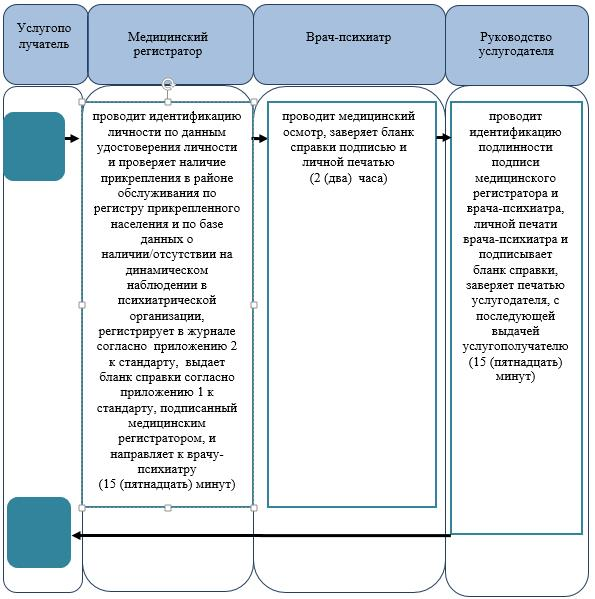 Услугопо
лучатель
Медицинский
регистратор
Врач-психиатр
Руководство
услугодателя
проводит идентификацию
личности по данным
удостоверения личности
и проверяет наличие
прикрепления в районе
обслуживания по
регистру прикрепленного
населения и по базе
данных о
наличии/отсутствии на
динамическом
наблюдении в
психиатрической
организации,
регистрирует в журнале
согласно приложению 2
к стандарту, выдает
бланк справки согласно
приложению 1 к
стандарту, подписанный
медицинским
регистратором, и
направляет к врачу-
психиатру
(15 (пятнадцать) минут)
проводит медицинский
осмотр, заверяет бланк
справки подписью и
личной печатью
(2 (два) часа)
проводит
идентификацию
подлинности
подписи
медицинского
регистратора и
врача-психиатра,
личной печати
врача-психиатра и
подписывает
бланк справки,
заверяет печатью
услугодателя, с
последующей
выдачей
услугополучателю
(15 (пятнадцать)
минут)